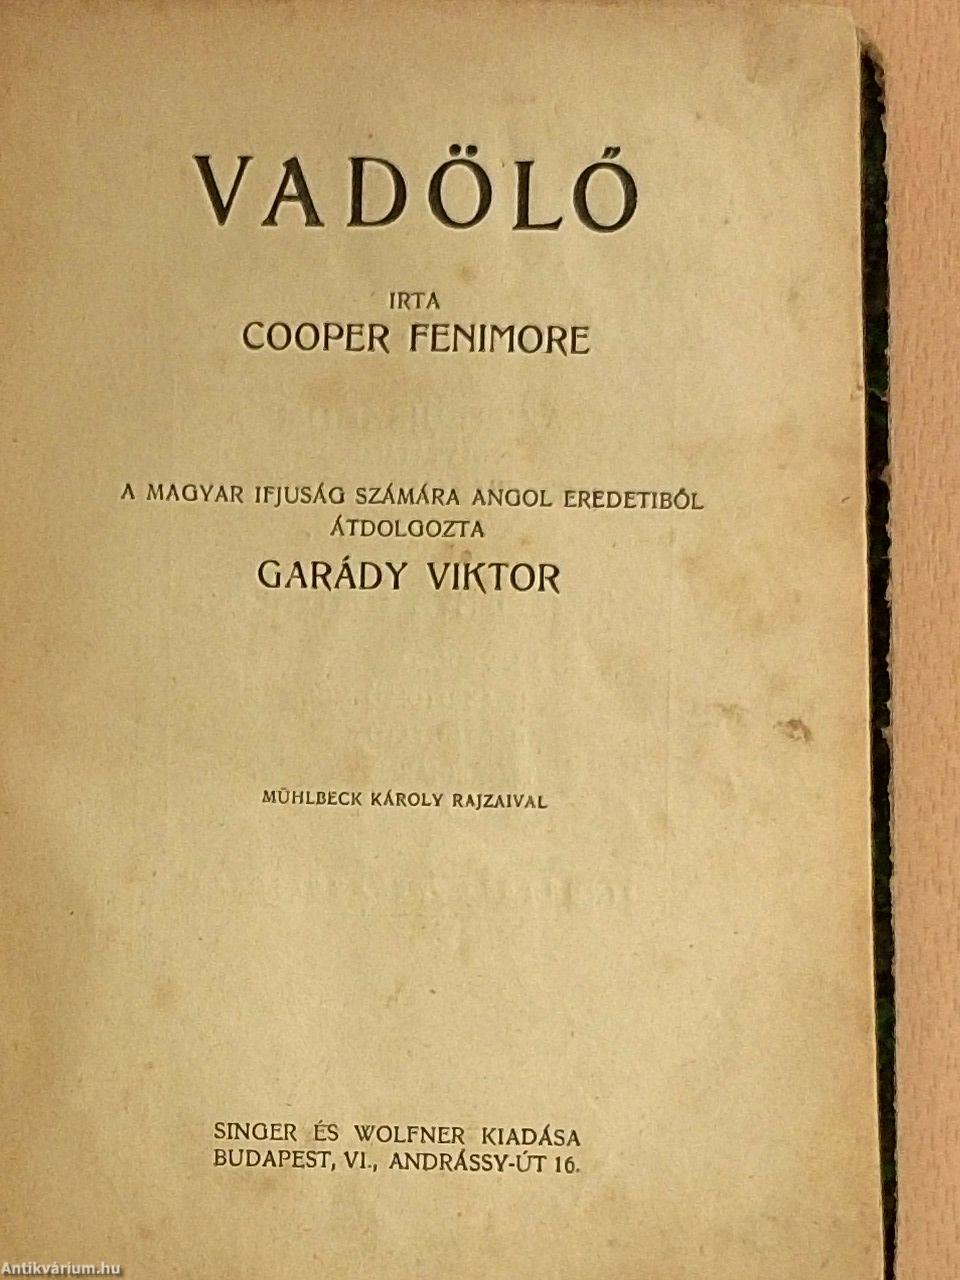 VADÖLŐ
IRTA
COOPER FENIMORE
A MAGYAR IFJUSÁG SZÁMÁRA ANGOL EREDETIBŐL
ÁTDOLGOZTA
GARÁDY VIKTOR
MÜHLBECK KÁROLY RAJZAIVAL
SINGER ÉS WOLFNER KIADÁSA
BUDAPEST, VI., ANDRÁSSY-ÚT 16.
Antikvárium.hu